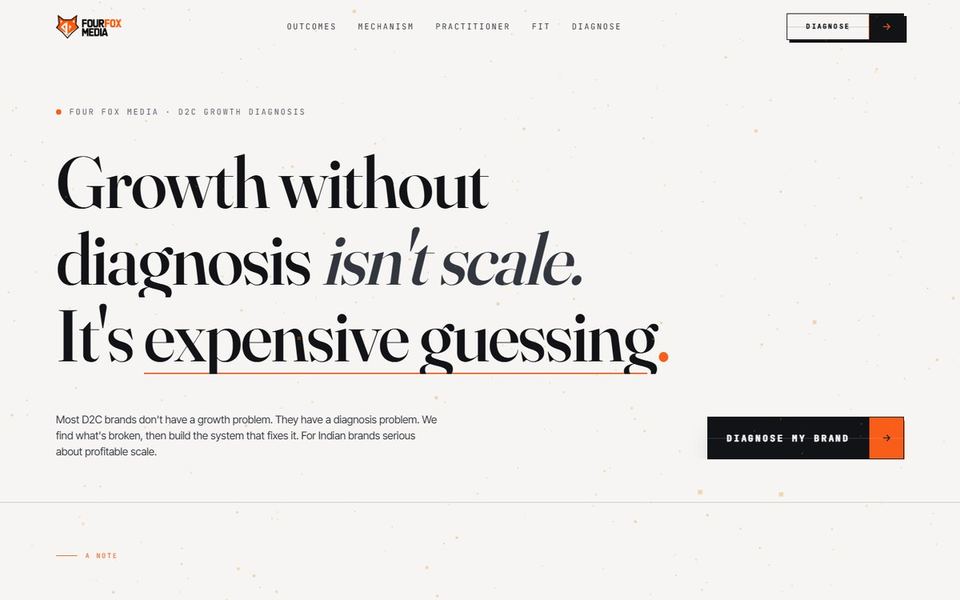 FOURFOX
MEDIA
OUTCOMES MECHANISM PRACTITIONER FIT DIAGNOSE
DIAGNOSE →
FOUR FOX MEDIA · D2C GROWTH DIAGNOSIS
Growth without
diagnosis isn't scale.
It's expensive guessing.
Most D2C brands don't have a growth problem. They have a diagnosis problem. We
find what's broken, then build the system that fixes it. For Indian brands serious
about profitable scale.
DIAGNOSE MY BRAND →
A NOTE